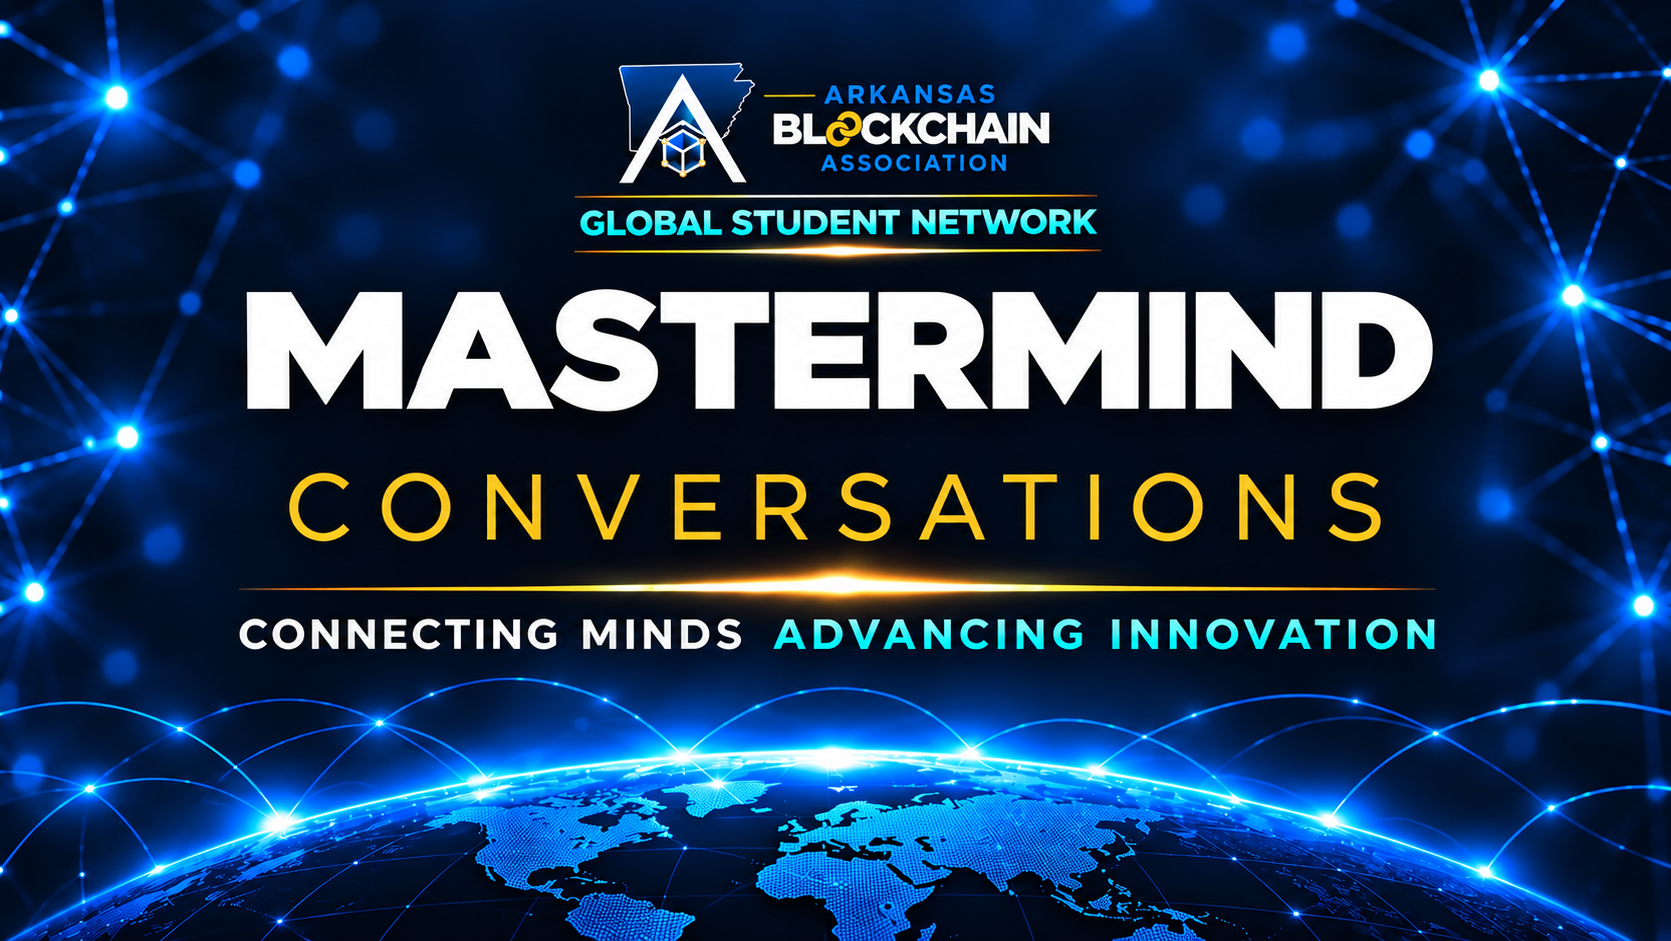 ARKANSAS
BLOCKCHAIN
ASSOCIATION
GLOBAL STUDENT NETWORK
MASTERMIND
CONVERSATIONS
CONNECTING MINDS ADVANCING INNOVATION